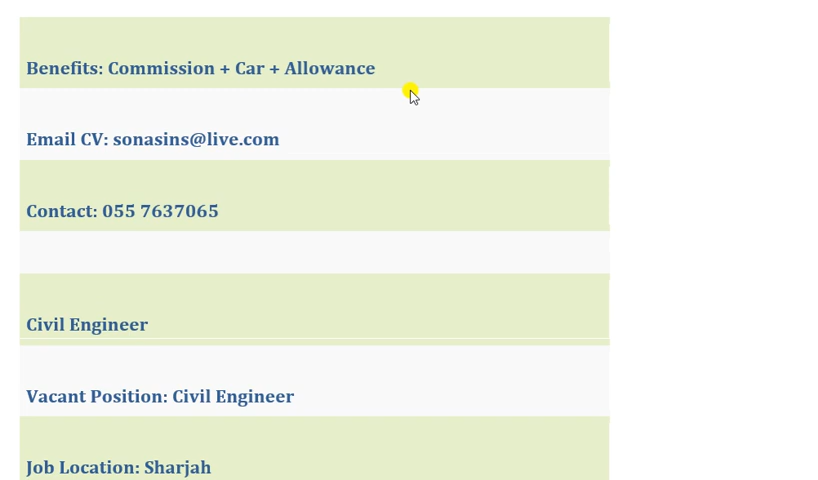 Benefits: Commission + Car + Allowance
Email CV: sonasins@live.com
Contact: 055 7637065
Civil Engineer
Vacant Position: Civil Engineer
Job Location: Sharjah